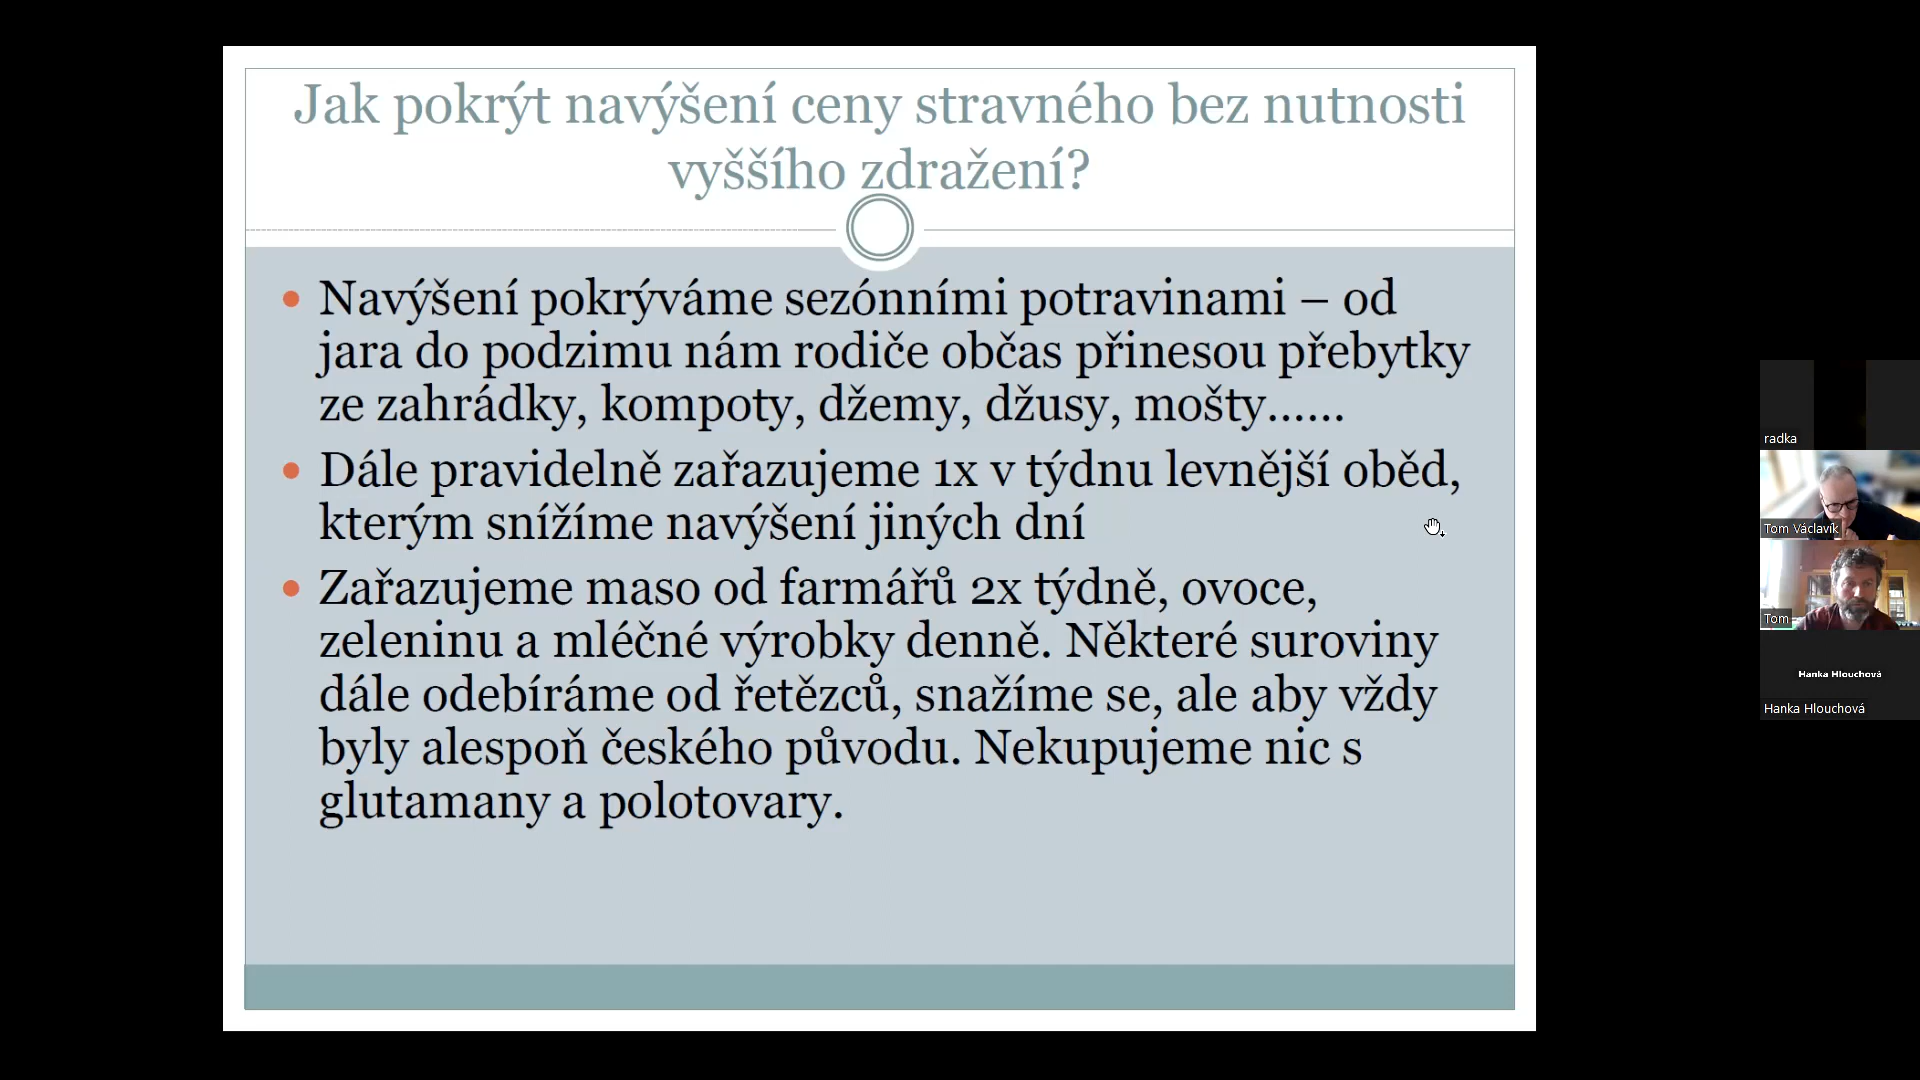 Jak pokrýt navýšení ceny stravného bez nutnosti
vyššího zdražení?
• Navýšení pokrýváme sezónními potravinami – od
jara do podzimu nám rodiče občas přinesou přebytky
ze zahrádky, kompoty, džemy, džusy, mošty......
• Dále pravidelně zařazujeme 1x v týdnu levnější oběd,
kterým snížíme navýšení jiných dní
• Zařazujeme maso od farmářů 2x týdně, ovoce,
zeleninu a mléčné výrobky denně. Některé suroviny
dále odebíráme od řetězců, snažíme se, ale aby vždy
byly alespoň českého původu. Nekupujeme nic s
glutamany a polotovary.
radka
Tom Václavík
Tom
Hanka Hlouchová
Hanka Hlouchová